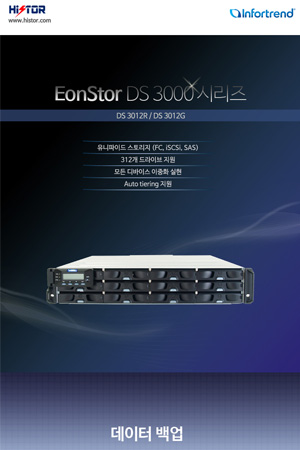 HISTOR
www.histor.com
infortrend
EonStor DS 3000 시리즈
DS 3012R / DS 3012G
유니파이드 스토리지 (FC, iSCSi, SAS)
312개 드라이브 지원
모든 디바이스 이중화 실현
Auto tiering 지원
데이터 백업